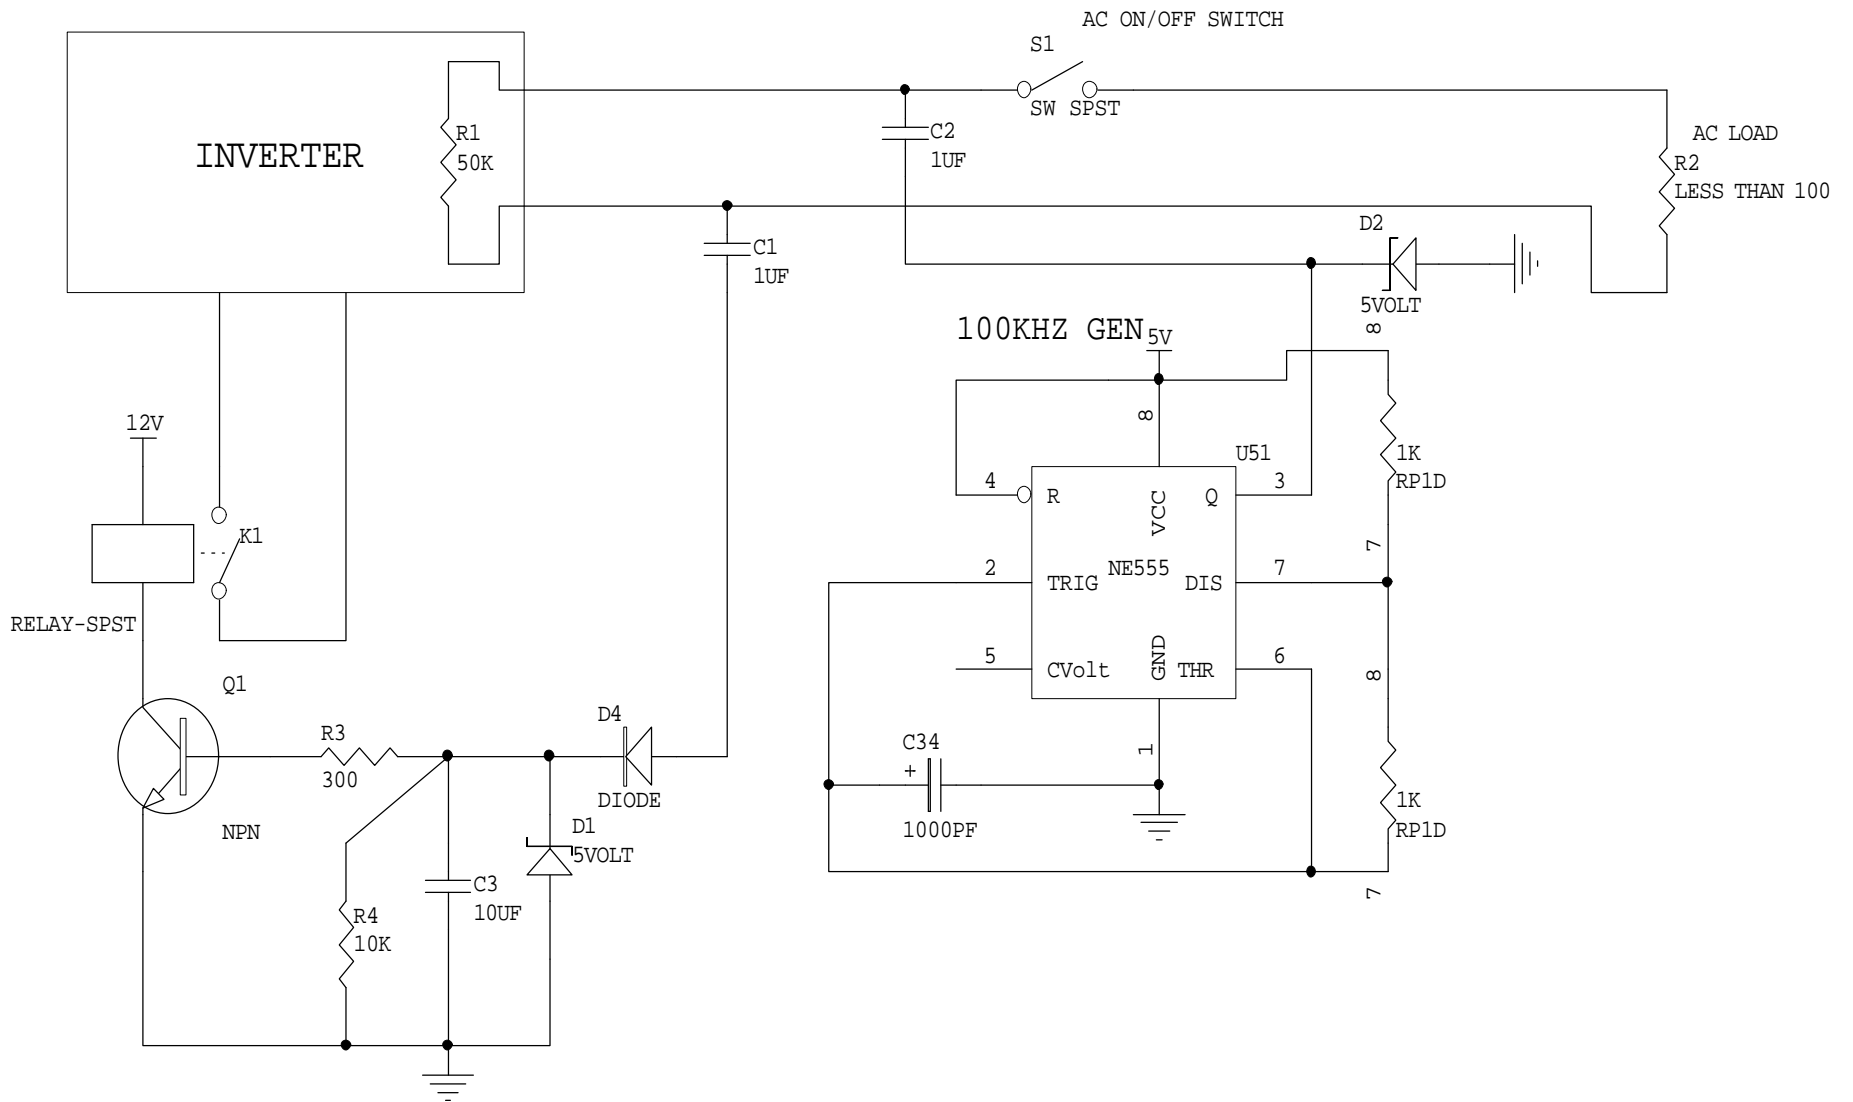 AC ON/OFF SWITCH
S1
SW SPST
INVERTER
R1
50K
C2
1UF
AC LOAD
R2
LESS THAN 100
C1
1UF
D2
5VOLT
8
100KHZ GEN
5V
12V
8
U51
1K
RP1D
4
R
VCC
Q
3
K1
7
2
TRIG
NE555
DIS
7
RELAY-SPST
5
CVolt
GND
THR
6
8
Q1
NPN
R3
300
D4
DIODE
C34
+
1000PF
1
1K
RP1D
D1
5VOLT
C3
10UF
R4
10K
7